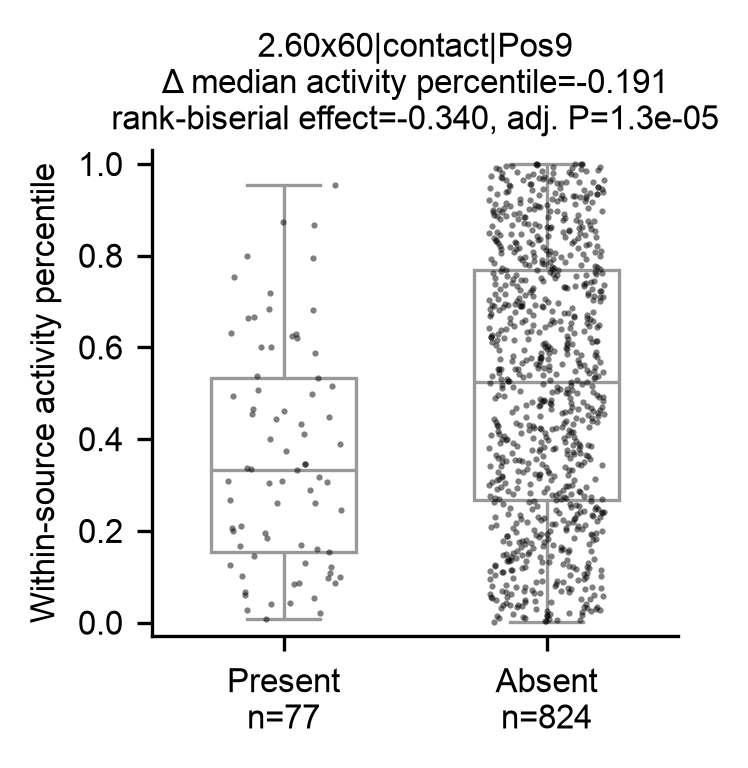 2.60x60|contact|Pos9
Δ median activity percentile=-0.191
rank-biserial effect=-0.340, adj. P=1.3e-05
Within-source activity percentile
1.0
0.8
0.6
0.4
0.2
0.0
Present
n=77
Absent
n=824